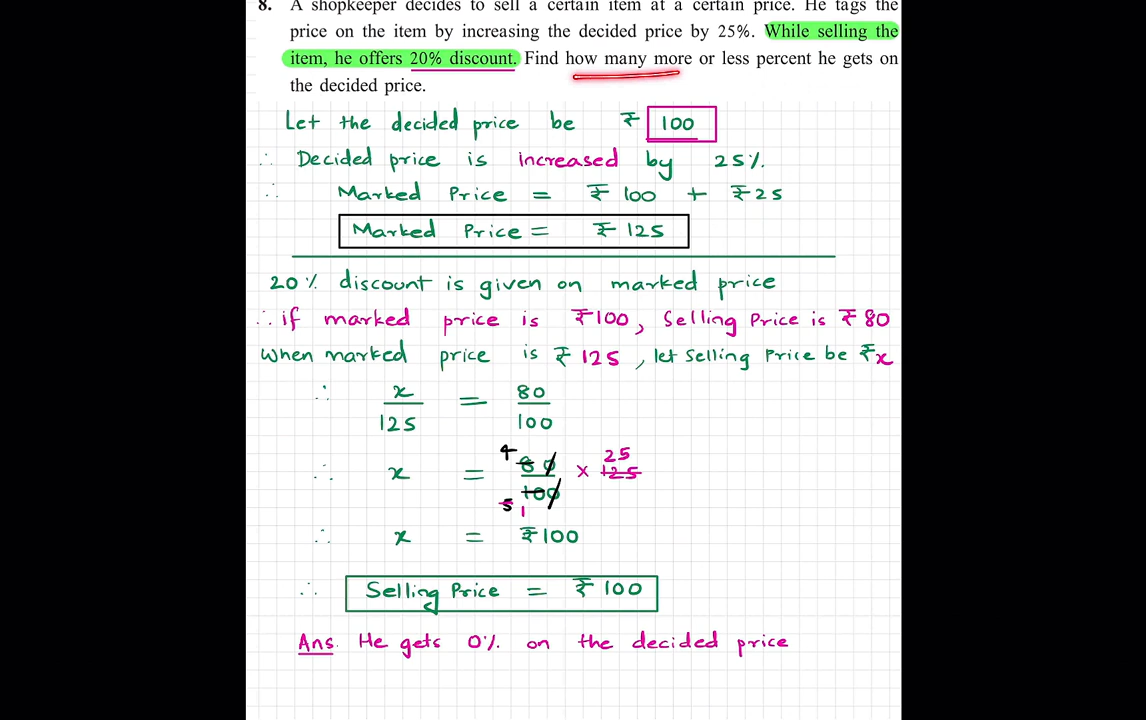 8. A shopkeeper decides to sell a certain item at a certain price. He tags the
price on the item by increasing the decided price by 25%. While selling the
item, he offers 20% discount. Find how many more or less percent he gets on
the decided price.
Let the decided price be ₹ 100
∴ Decided price is increased by 25%.
∴ Marked Price = ₹ 100 + ₹ 25
Marked Price = ₹ 125
20% discount is given on marked price
∴ if marked price is ₹100, Selling Price is ₹ 80
When marked price is ₹ 125, let Selling Price be ₹x
∴ x/125 = 80/100
∴ x = 80/100 × 125
4 5 1 25
∴ x = ₹100
∴ Selling Price = ₹ 100
Ans. He gets 0% on the decided price